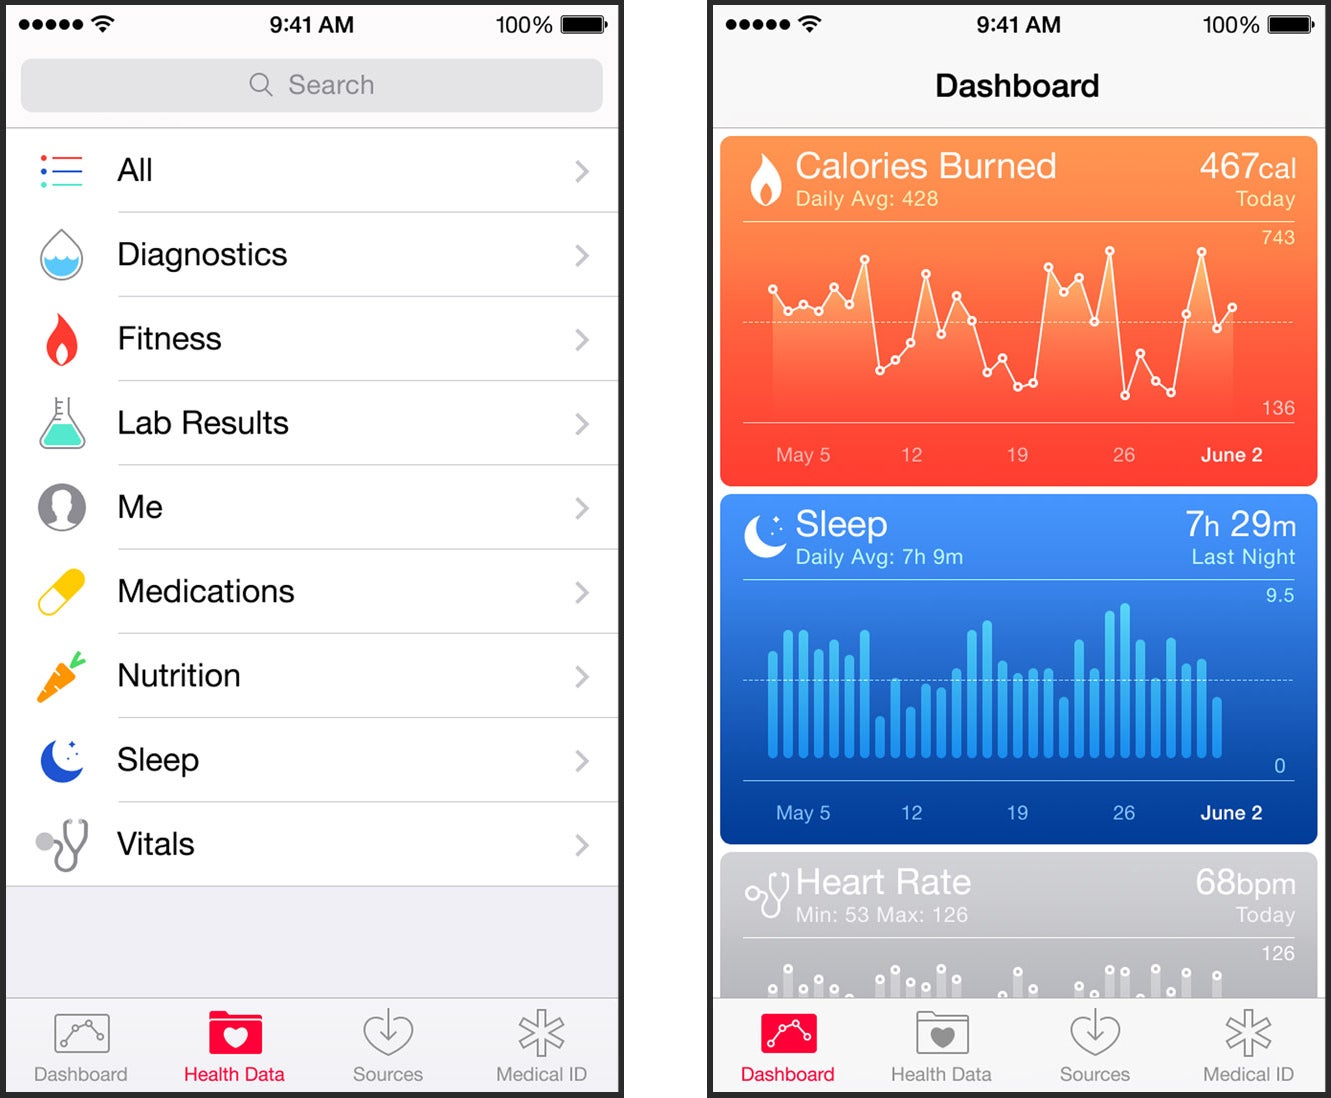 9:41 AM 100%
Search
All
Diagnostics
Fitness
Lab Results
Me
Medications
Nutrition
Sleep
Vitals
Dashboard Health Data Sources Medical ID
9:41 AM 100%
Dashboard
Calories Burned 467cal
Daily Avg: 428 Today
743
136
May 5 12 19 26 June 2
Sleep 7h 29m
Daily Avg: 7h 9m Last Night
9.5
0
May 5 12 19 26 June 2
Heart Rate 68bpm
Min: 53 Max: 126 Today
126
Dashboard Health Data Sources Medical ID